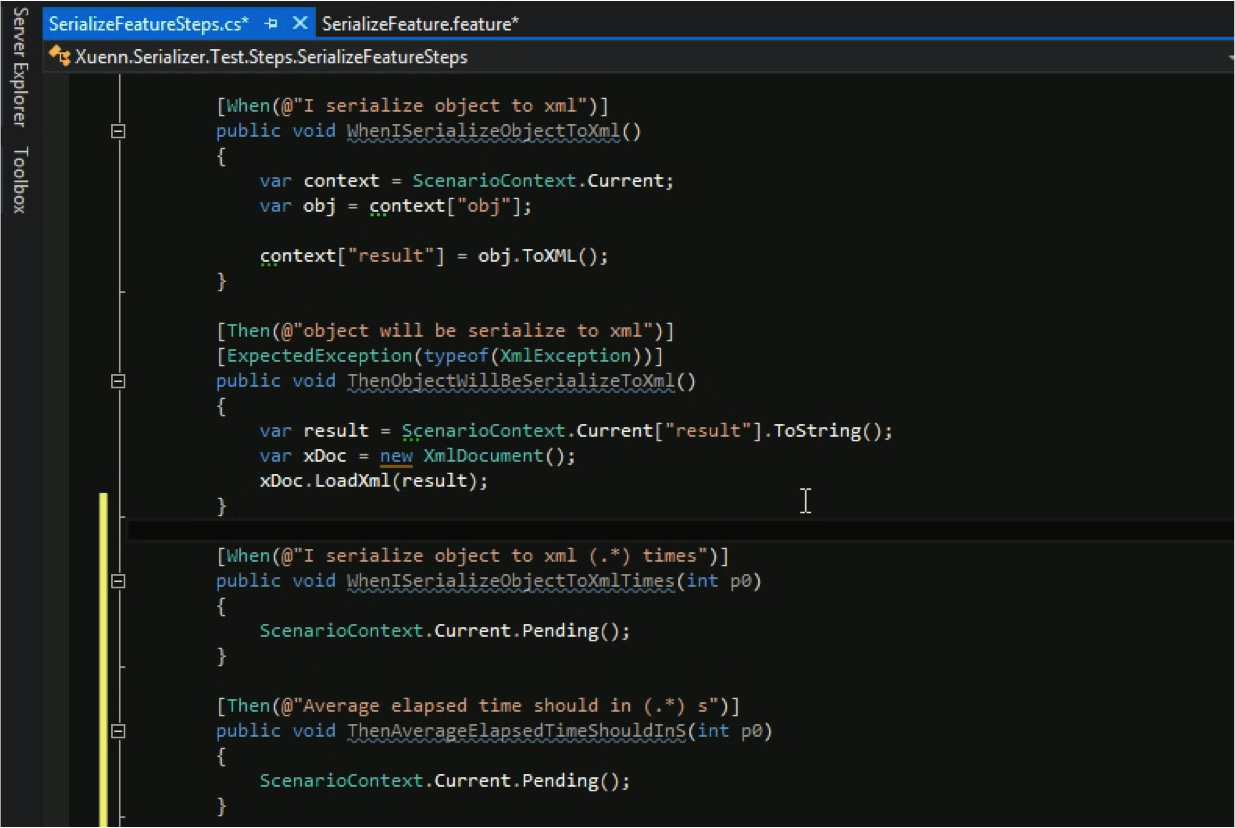 SerializeFeatureSteps.cs* SerializeFeature.feature*
Server Explorer
Toolbox
Xuenn.Serializer.Test.Steps.SerializeFeatureSteps
[When(@"I serialize object to xml")]
public void WhenISerializeObjectToXml()
{
var context = ScenarioContext.Current;
var obj = context["obj"];
context["result"] = obj.ToXML();
}
[Then(@"object will be serialize to xml")]
[ExpectedException(typeof(XmlException))]
public void ThenObjectWillBeSerializeToXml()
{
var result = ScenarioContext.Current["result"].ToString();
var xDoc = new XmlDocument();
xDoc.LoadXml(result);
}
[When(@"I serialize object to xml (.*) times")]
public void WhenISerializeObjectToXmlTimes(int p0)
{
ScenarioContext.Current.Pending();
}
[Then(@"Average elapsed time should in (.*) s")]
public void ThenAverageElapsedTimeShouldInS(int p0)
{
ScenarioContext.Current.Pending();
}